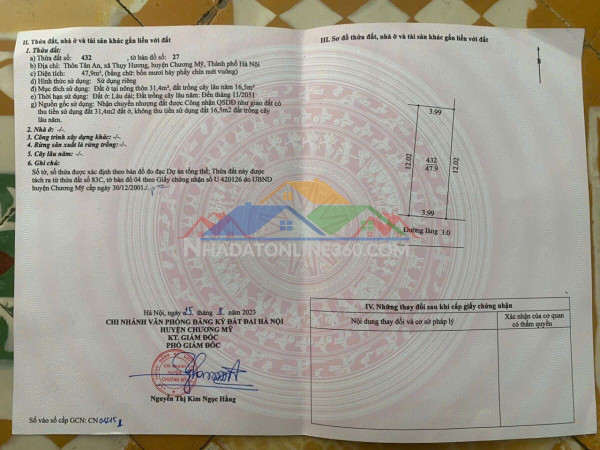 II. Thửa đất, nhà ở và tài sản khác gắn liền với đất
1. Thửa đất:
a) Thửa đất số: 432, tờ bản đồ số: 27
b) Địa chỉ: Thôn Tân An, xã Thụy Hương, huyện Chương Mỹ, Thành phố Hà Nội
c) Diện tích: 47,9m², (bằng chữ: bốn mươi bảy phẩy chín mét vuông)
d) Hình thức sử dụng: Sử dụng riêng
đ) Mục đích sử dụng: Đất ở tại nông thôn 31,4m²; đất trồng cây lâu năm 16,5m²
e) Thời hạn sử dụng: Đất ở: Lâu dài; Đất trồng cây lâu năm: Đến tháng 11/2051
g) Nguồn gốc sử dụng: Nhận chuyển nhượng đất được Công nhận QSDĐ như giao đất có
thu tiền sử dụng đất 31,4m2 đất ở, không thu tiền sử dụng đất 16,5m2 đất trồng cây
lâu năm.
2. Nhà ở: -/-.
3. Công trình xây dựng khác: -/-.
4. Rừng sản xuất là rừng trồng: -/-.
5. Cây lâu năm: -/-.
6. Ghi chú:
Số tờ, số thửa được xác định theo bản đồ đo đạc Dự án tổng thể; Thửa đất này được
tách ra từ thửa đất số 83C, tờ bản đồ 04 theo Giấy chứng nhận số U 420126 do UBND
huyện Chương Mỹ cấp ngày 30/12/2001./.
Hà Nội, ngày 25 tháng 8 năm 2023
CHI NHÁNH VĂN PHÒNG ĐĂNG KÝ ĐẤT ĐAI HÀ NỘI
HUYỆN CHƯƠNG MỸ
KT. GIÁM ĐỐC
PHÓ GIÁM ĐỐC
CHI NHÁNH
HUYỆN
CHƯƠNG MỸ
Nguyễn Thị Kim Ngọc Hằng
Số vào sổ cấp GCN: CN
III. Sơ đồ thửa đất, nhà ở và tài sản khác gắn liền với đất
3.99
12.02
432
47.9
12.02
3.99
Đường làng 3.0
NHADATONLINE360.COM
IV. Những thay đổi sau khi cấp giấy chứng nhận
Nội dung thay đổi và cơ sở pháp lý
Xác nhận của cơ quan
có thẩm quyền